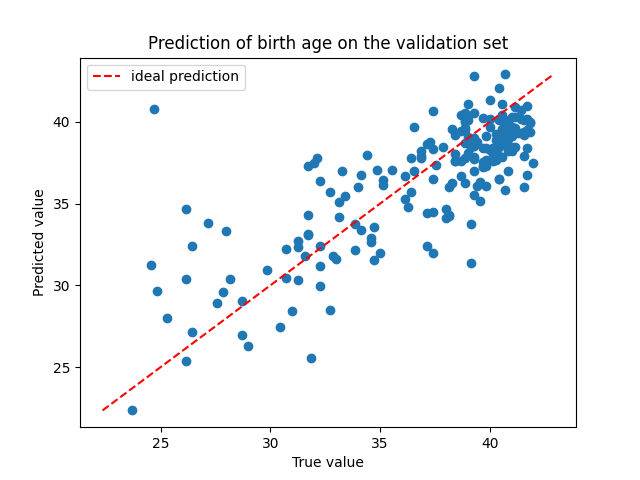 Prediction of birth age on the validation set
ideal prediction
40
35
30
25
Predicted value
25 30 35 40
True value